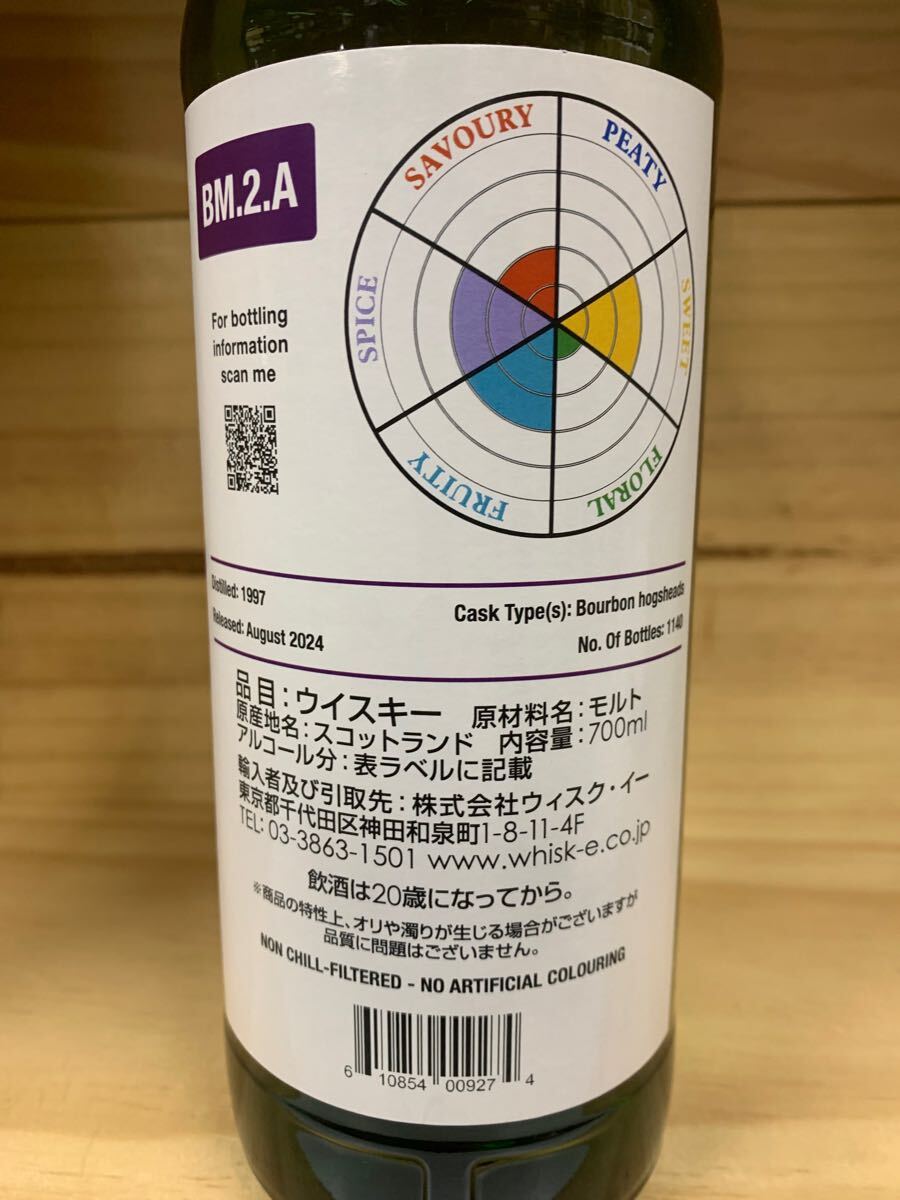 BM.2.A
SAVOURY
PEATY
SPICE
SWEET
FRUITY
FLORAL
For bottling
information
scan me
Distilled: 1997
Released: August 2024
Cask Type(s): Bourbon hogsheads
No. Of Bottles: 1140
品目：ウイスキー 原材料名：モルト
原産地名：スコットランド 内容量：700ml
アルコール分：表ラベルに記載
輸入者及び引取先：株式会社ウィスク・イー
東京都千代田区神田和泉町1-8-11-4F
TEL: 03-3863-1501 www.whisk-e.co.jp
飲酒は20歳になってから。
※商品の特性上、オリや濁りが生じる場合がございますが
品質に問題はございません。
NON CHILL-FILTERED - NO ARTIFICIAL COLOURING
6 10854 00927 4